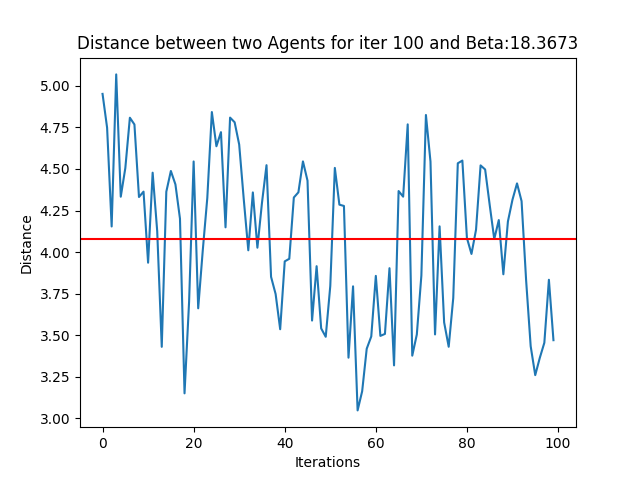 Distance between two Agents for iter 100 and Beta:18.3673
5.00
4.75
4.50
4.25
4.00
3.75
3.50
3.25
3.00
Distance
0 20 40 60 80 100
Iterations